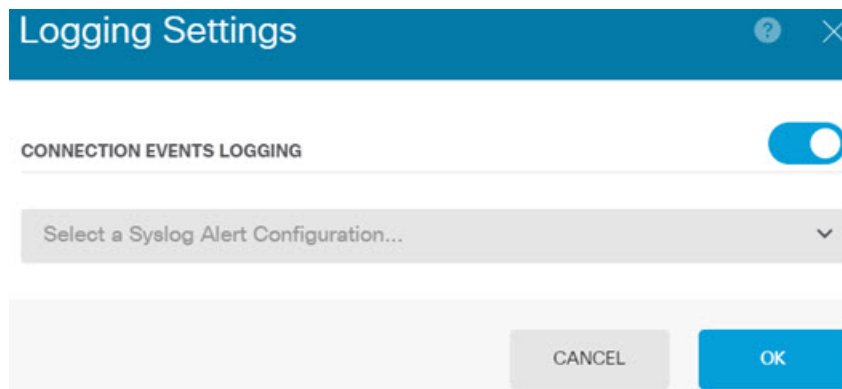 Logging Settings
?
CONNECTION EVENTS LOGGING
Select a Syslog Alert Configuration...
CANCEL
OK